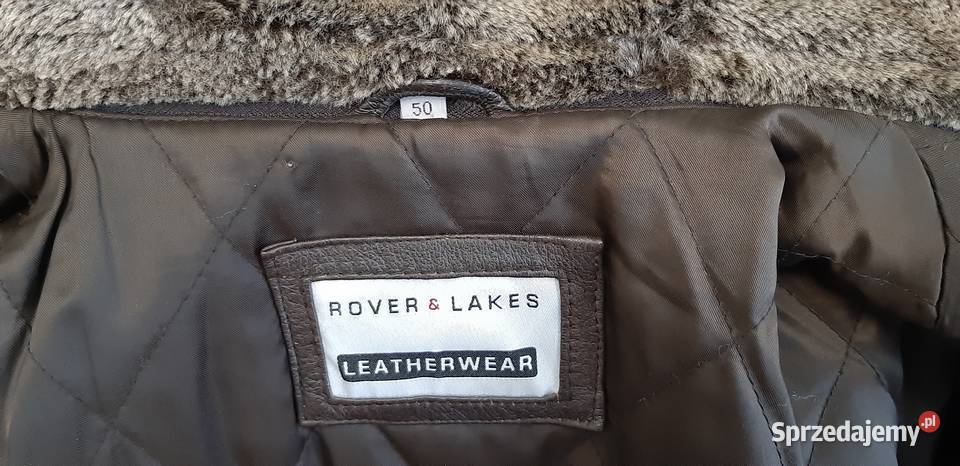 50
ROVER & LAKES
LEATHERWEAR
Sprzedajemy.pl